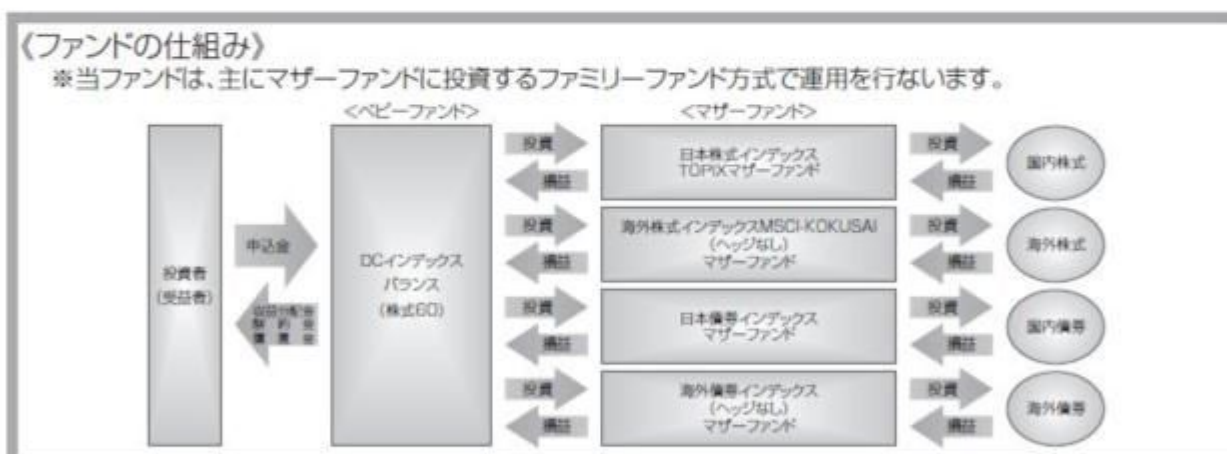 《ファンドの仕組み》
※当ファンドは、主にマザーファンドに投資するファミリーファンド方式で運用を行ないます。
<ベビーファンド>
<マザーファンド>
投資者
(受益者)
申込金
収益分配金
解約金
償還金
DCインデックス
バランス
(株式60)
投資
損益
日本株式インデックス
TOPIXマザーファンド
投資
損益
国内株式
投資
損益
海外株式インデックスMSCI-KOKUSAI
(ヘッジなし)
マザーファンド
投資
損益
海外株式
投資
損益
日本債券インデックス
マザーファンド
投資
損益
国内債券
投資
損益
海外債券インデックス
(ヘッジなし)
マザーファンド
投資
損益
海外債券